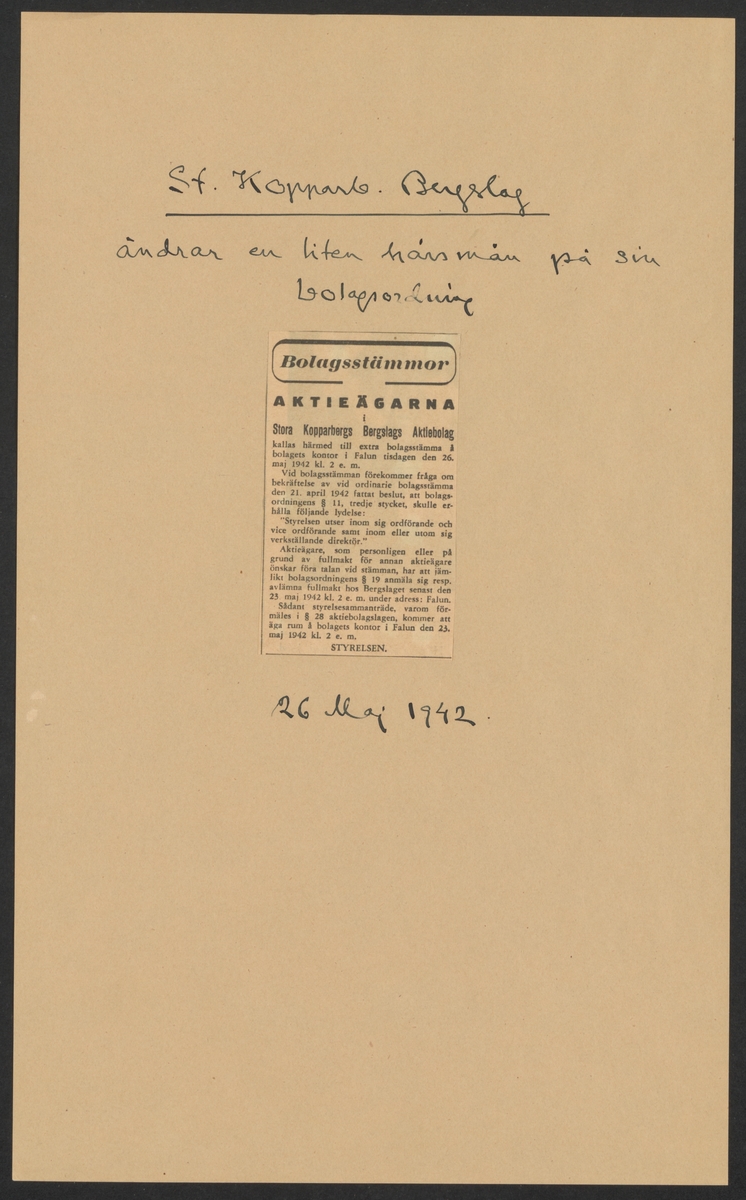 St. Kopparb. Bergslag
ändrar en liten hårsmån på sin
bolagsordning
Bolagsstämmor
AKTIEÄGARNA
i
Stora Kopparbergs Bergslags Aktiebolag
kallas härmed till extra bolagsstämma å
bolagets kontor i Falun tisdagen den 26.
maj 1942 kl. 2 e. m.
Vid bolagsstämman förekommer fråga om
bekräftelse av vid ordinarie bolagsstämma
den 21. april 1942 fattat beslut, att bolags-
ordningens § 11, tredje stycket, skulle er-
hålla följande lydelse:
"Styrelsen utser inom sig ordförande och
vice ordförande samt inom eller utom sig
verkställande direktör."
Aktieägare, som personligen eller på
grund av fullmakt för annan aktieägare
önskar föra talan vid stämman, har att jäm-
likt bolagsordningens § 19 anmäla sig resp.
avlämna fullmakt hos Bergslaget senast den
23 maj 1942 kl. 2 e. m. under adress: Falun.
Sådant styrelsesammanträde, varom för-
mäles i § 28 aktiebolagslagen, kommer att
äga rum å bolagets kontor i Falun den 23.
maj 1942 kl. 2 e. m.
STYRELSEN.
26 Maj 1942.